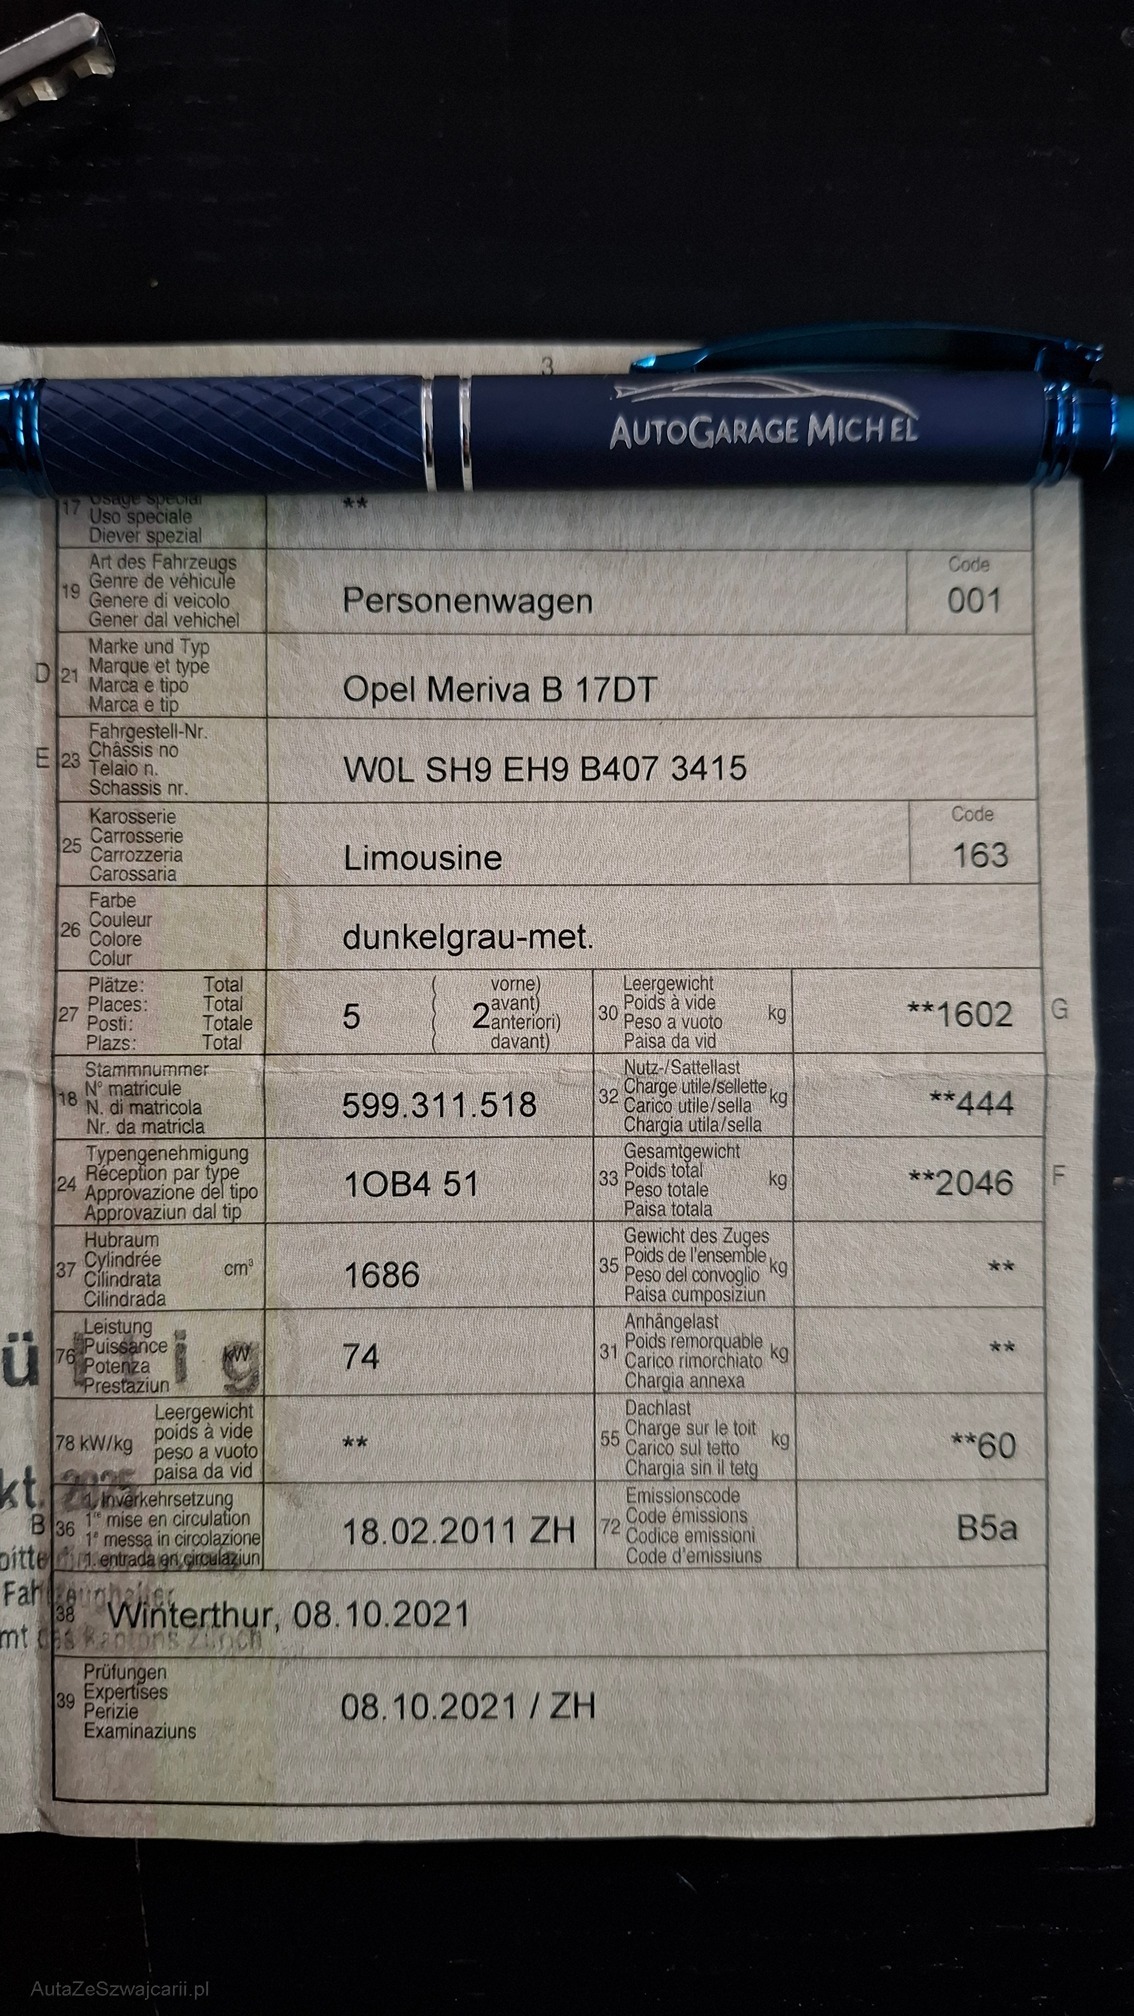 3
AUTOGARAGE MICHEL
17 Usage special **
Uso speciale
Diever spezial
Art des Fahrzeugs
Genre de véhicule
Genere di veicolo
Gener dal vehichel
19 Personenwagen
Code
001
Marke und Typ
Marque et type
Marca e tipo
Marca e tip
D 21 Opel Meriva B 17DT
Fahrgestell-Nr.
Châssis no
Telaio n.
Schassis nr.
E 23 W0L SH9 EH9 B407 3415
Karosserie
Carrosserie
Carrozzeria
Carossaria
25 Limousine
Code
163
Farbe
Couleur
Colore
Colur
26 dunkelgrau-met.
Plätze: Total
Places: Total
Posti: Totale
Plazs: Total
27 5 ( 2 vorne)
avant)
anteriori)
davant)
Leergewicht
Poids à vide
Peso a vuoto
Paisa da vid
30 kg **1602 G
Stammnummer
N° matricule
N. di matricola
Nr. da matricla
18 599.311.518
Nutz-/Sattellast
Charge utile/sellette
Carico utile/sella
Chargia utila/sella
32 kg **444
Typengenehmigung
Réception par type
Approvazione del tipo
Approvaziun dal tip
24 1OB4 51
Gesamtgewicht
Poids total
Peso totale
Paisa totala
33 kg **2046 F
Hubraum
Cylindrée
Cilindrata
Cilindrada
37 cm³ 1686
Gewicht des Zuges
Poids de l'ensemble
Peso del convoglio
Paisa cumposiziun
35 kg **
Leistung
Puissance
Potenza
Prestaziun
76 kW 74
Anhängelast
Poids remorquable
Carico rimorchiato
Chargia annexa
31 kg **
Leergewicht
poids à vide
peso a vuoto
paisa da vid
78 kW/kg **
Dachlast
Charge sur le toit
Carico sul tetto
Chargia sin il tetg
55 kg **60
1. Inverkehrsetzung
1re mise en circulation
1a messa in circolazione
1. entrada en circulaziun
B 36 18.02.2011 ZH
Emissionscode
Code émissions
Codice emissioni
Code d'emissiuns
72 B5a
38 Winterthur, 08.10.2021
Prüfungen
Expertises
Perizie
Examinaziuns
39 08.10.2021 / ZH
AutaZeSzwajcarii.pl